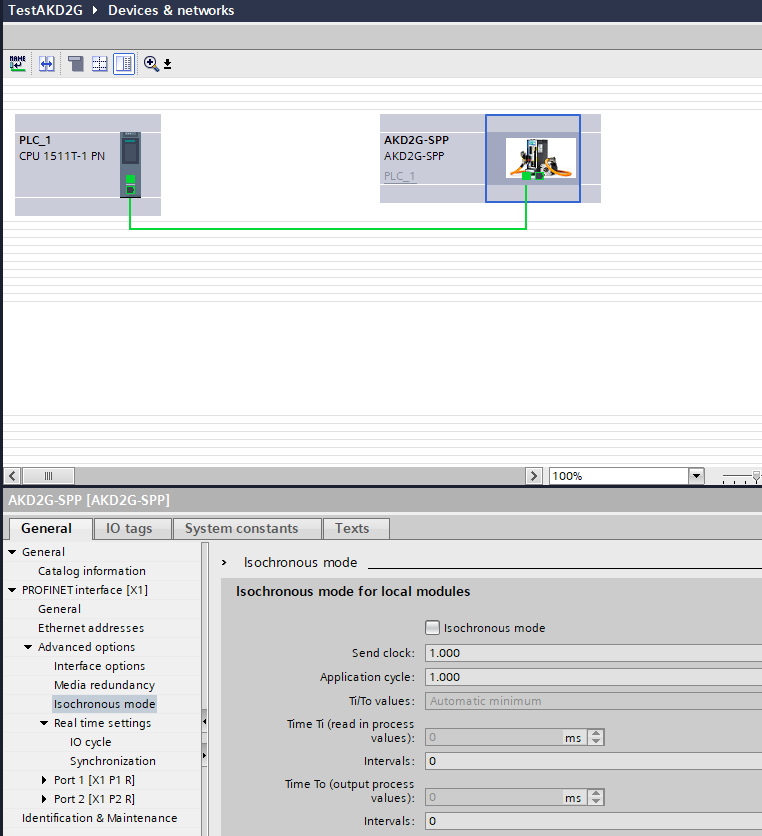 TestAKD2G ▸ Devices & networks
NAME
PLC_1
CPU 1511T-1 PN
AKD2G-SPP
AKD2G-SPP
PLC_1
100%
AKD2G-SPP [AKD2G-SPP]
General
IO tags
System constants
Texts
General
Catalog information
PROFINET interface [X1]
General
Ethernet addresses
Advanced options
Interface options
Media redundancy
Isochronous mode
Real time settings
IO cycle
Synchronization
Port 1 [X1 P1 R]
Port 2 [X1 P2 R]
Identification & Maintenance
Isochronous mode
Isochronous mode for local modules
Isochronous mode
Send clock: 1.000
Application cycle: 1.000
Ti/To values: Automatic minimum
Time Ti (read in process
values): 0 ms
Intervals: 0
Time To (output process
values): 0 ms
Intervals: 0